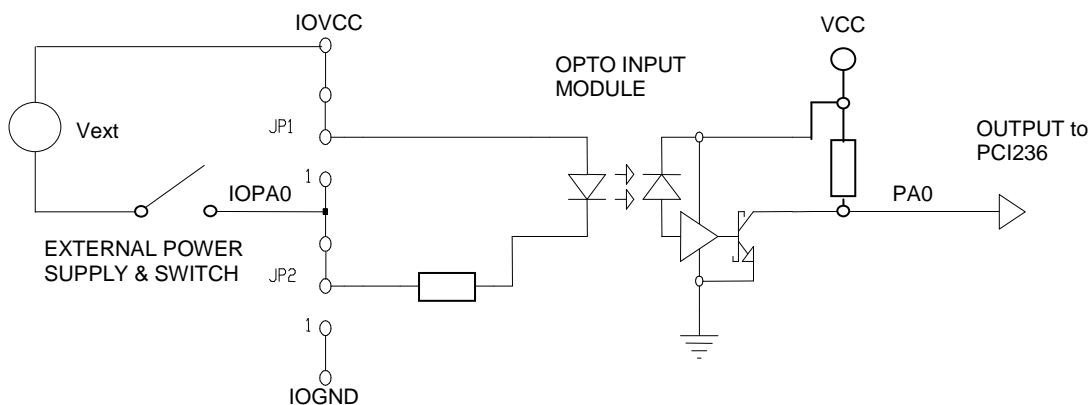 IOVCC
VCC
OPTO INPUT
MODULE
Vext
JP1
OUTPUT to
PCI236
1
IOPA0
PA0
EXTERNAL POWER
SUPPLY & SWITCH
JP2
1
IOGND